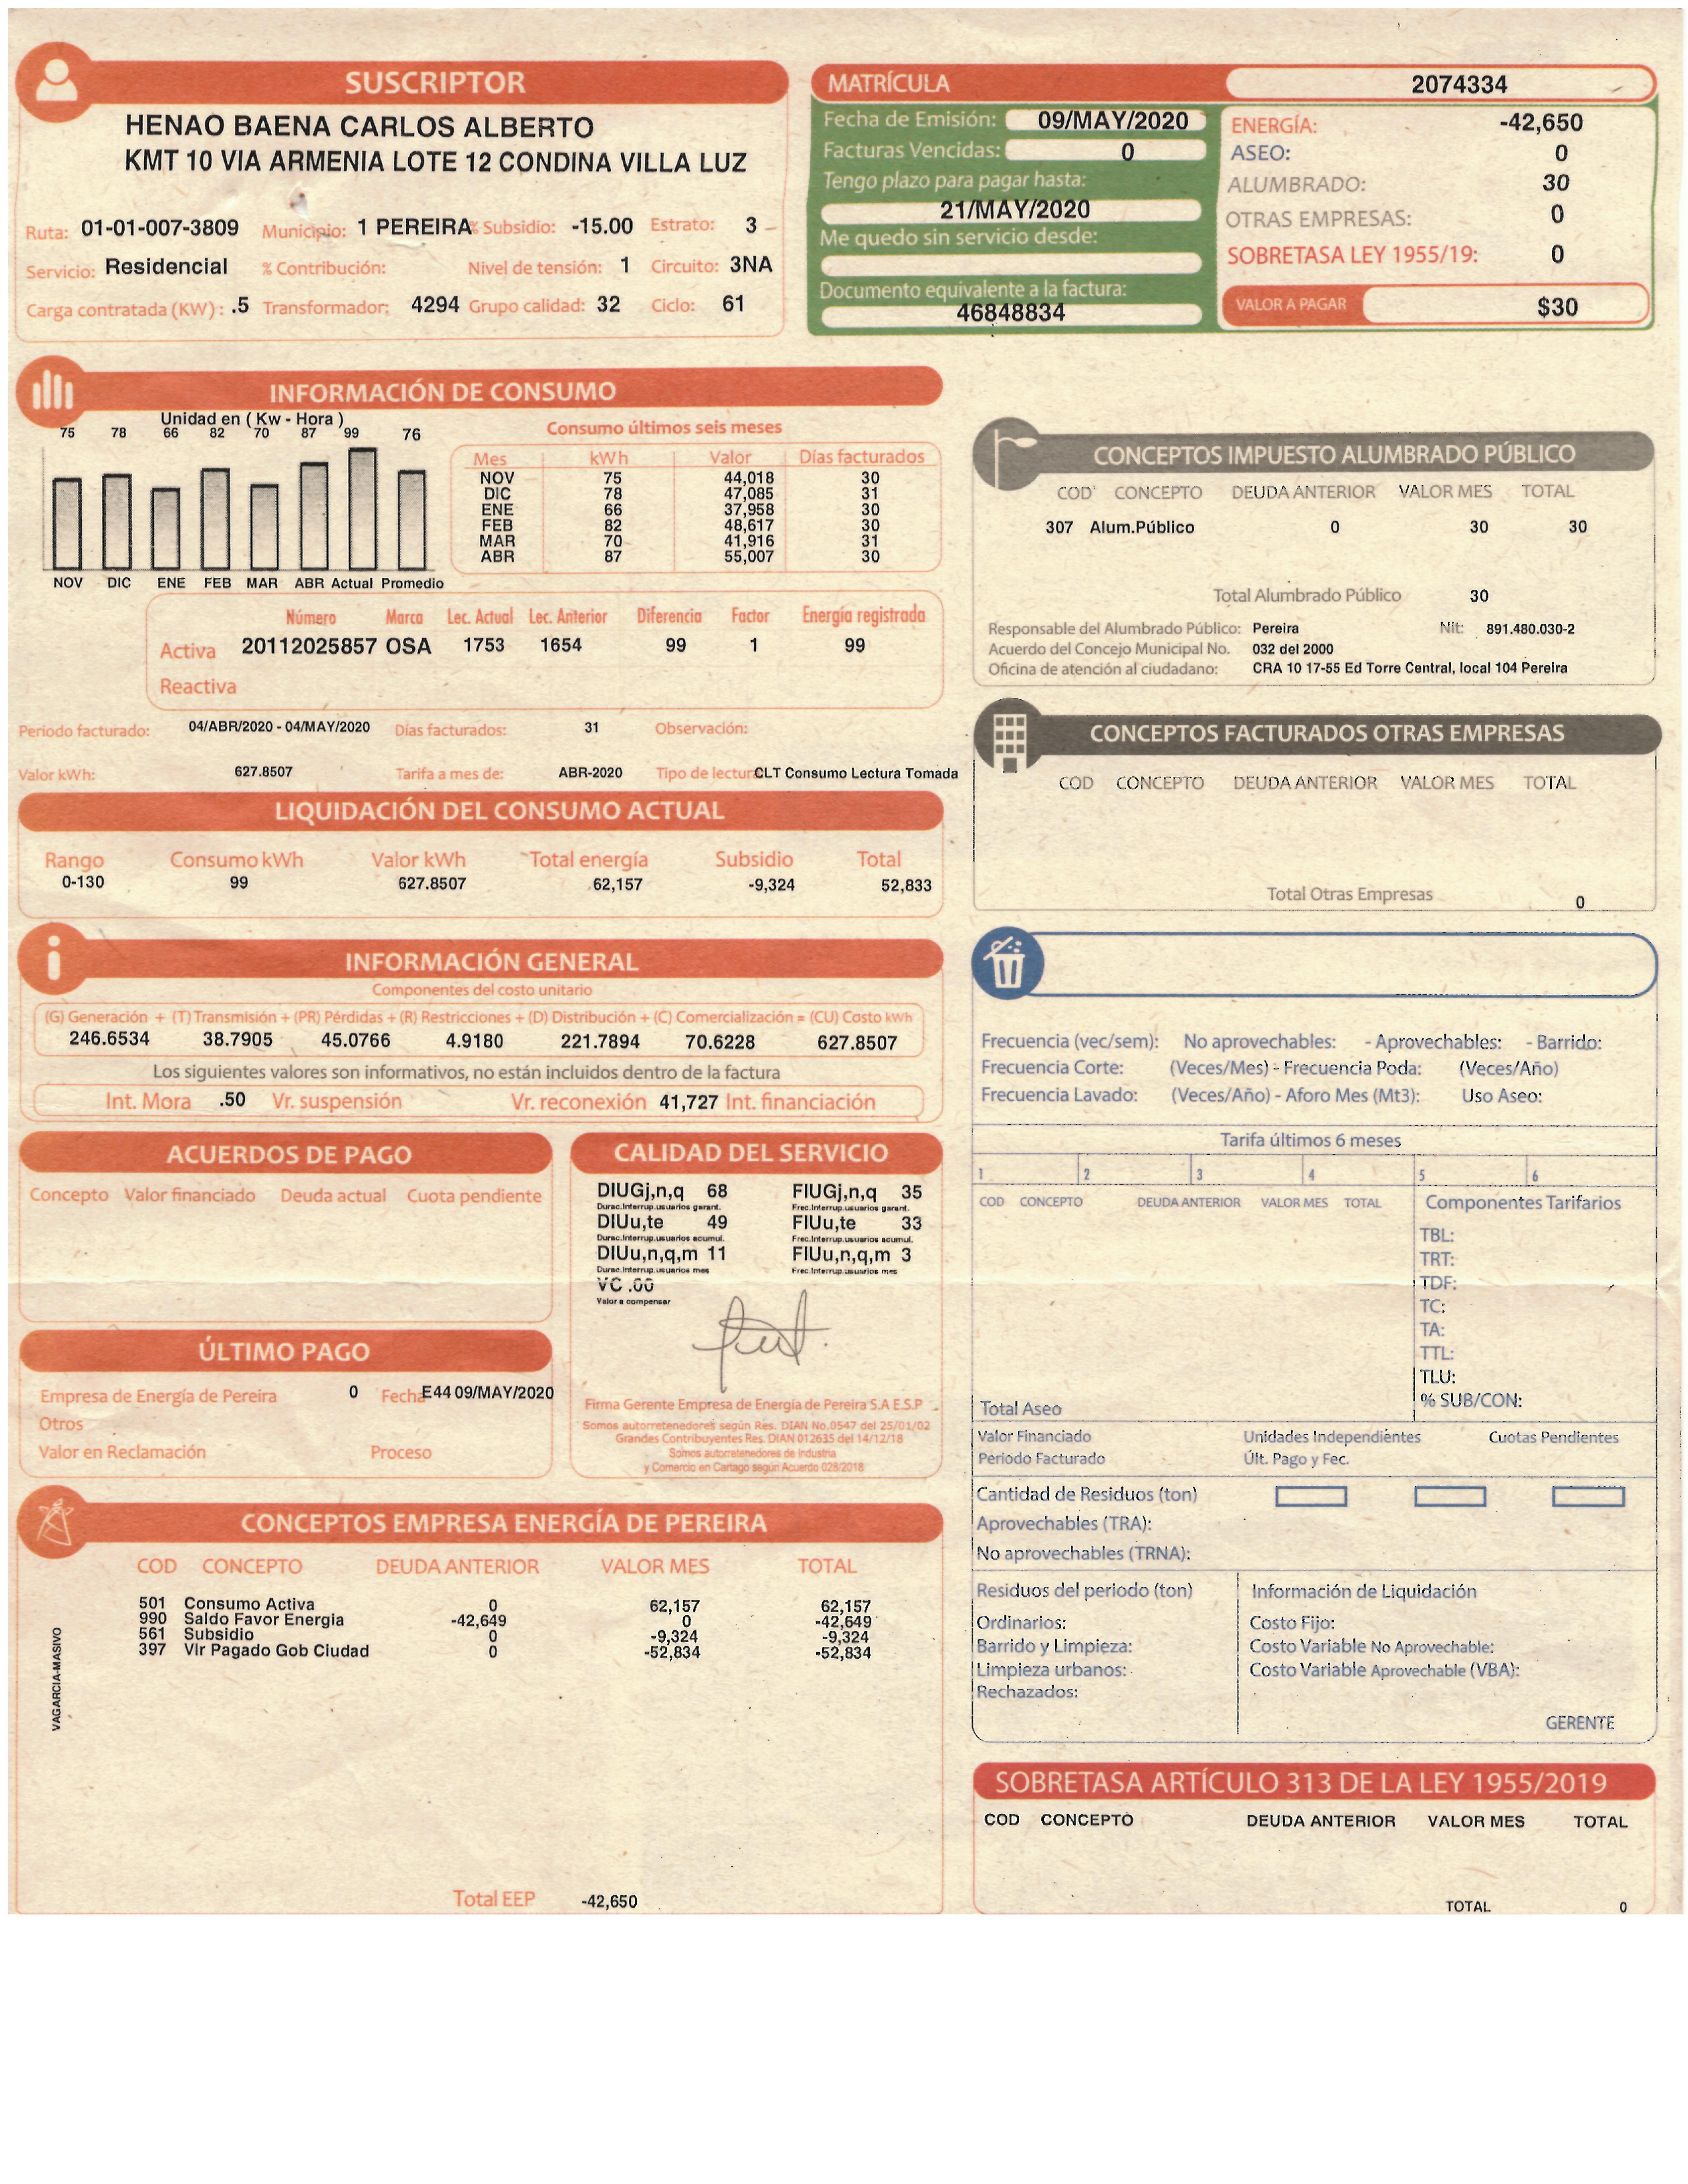 SUSCRIPTOR
HENAO BAENA CARLOS ALBERTO
KMT 10 VIA ARMENIA LOTE 12 CONDINA VILLA LUZ
Ruta: 01-01-007-3809 Municipio: 1 PEREIRA % Subsidio: -15.00 Estrato: 3
Servicio: Residencial % Contribución: Nivel de tensión: 1 Circuito: 3NA
Carga contratada (KW) : .5 Transformador: 4294 Grupo calidad: 32 Ciclo: 61
MATRÍCULA 2074334
Fecha de Emisión: 09/MAY/2020
Facturas Vencidas: 0
Tengo plazo para pagar hasta:
21/MAY/2020
Me quedo sin servicio desde:
Documento equivalente a la factura:
46848834
ENERGÍA: -42,650
ASEO: 0
ALUMBRADO: 30
OTRAS EMPRESAS: 0
SOBRETASA LEY 1955/19: 0
VALOR A PAGAR $30
INFORMACIÓN DE CONSUMO
Unidad en ( Kw - Hora )
75 78 66 82 70 87 99 76
NOV DIC ENE FEB MAR ABR Actual Promedio
Consumo últimos seis meses
Mes kWh Valor Días facturados
NOV 75 44,018 30
DIC 78 47,085 31
ENE 66 37,958 30
FEB 82 48,617 30
MAR 70 41,916 31
ABR 87 55,007 30
Número Marca Lec. Actual Lec. Anterior Diferencia Factor Energía registrada
Activa 20112025857 OSA 1753 1654 99 1 99
Reactiva
Periodo facturado: 04/ABR/2020 - 04/MAY/2020 Días facturados: 31 Observación:
Valor kWh: 627.8507 Tarifa a mes de: ABR-2020 Tipo de lectura CLT Consumo Lectura Tomada
LIQUIDACIÓN DEL CONSUMO ACTUAL
Rango Consumo kWh Valor kWh Total energía Subsidio Total
0-130 99 627.8507 62,157 -9,324 52,833
INFORMACIÓN GENERAL
Componentes del costo unitario
(G) Generación + (T) Transmisión + (PR) Pérdidas + (R) Restricciones + (D) Distribución + (C) Comercialización = (CU) Costo kWh
246.6534 38.7905 45.0766 4.9180 221.7894 70.6228 627.8507
Los siguientes valores son informativos, no están incluidos dentro de la factura
Int. Mora .50 Vr. suspensión Vr. reconexión 41,727 Int. financiación
ACUERDOS DE PAGO
Concepto Valor financiado Deuda actual Cuota pendiente
ÚLTIMO PAGO
Empresa de Energía de Pereira 0 Fecha E44 09/MAY/2020
Otros
Valor en Reclamación Proceso
CALIDAD DEL SERVICIO
DIUGj,n,q 68 FIUGj,n,q 35
Durac.Interrup.usuarios garant. Frec.Interrup.usuarios garant.
DIUu,te 49 FIUu,te 33
Durac.Interrup.usuarios acumul. Frec.Interrup.usuarios acumul.
DIUu,n,q,m 11 FIUu,n,q,m 3
Durac.Interrup.usuarios mes Frec.Interrup.usuarios mes
VC .00
Valor a compensar
Firma Gerente Empresa de Energía de Pereira S.A E.S.P
Somos autorretenedores según Res. DIAN No.0547 del 25/01/02
Grandes Contribuyentes Res. DIAN 012635 del 14/12/18
Somos autorretenedores de Industria
y Comercio en Cartago según Acuerdo 028/2018
CONCEPTOS EMPRESA ENERGÍA DE PEREIRA
COD CONCEPTO DEUDA ANTERIOR VALOR MES TOTAL
501 Consumo Activa 0 62,157 62,157
990 Saldo Favor Energia -42,649 0 -42,649
561 Subsidio 0 -9,324 -9,324
397 Vlr Pagado Gob Ciudad 0 -52,834 -52,834
VAGARCIA-MASIVO
Total EEP -42,650
CONCEPTOS IMPUESTO ALUMBRADO PÚBLICO
COD CONCEPTO DEUDA ANTERIOR VALOR MES TOTAL
307 Alum.Público 0 30 30
Total Alumbrado Público 30
Responsable del Alumbrado Público: Pereira Nit: 891.480.030-2
Acuerdo del Concejo Municipal No. 032 del 2000
Oficina de atención al ciudadano: CRA 10 17-55 Ed Torre Central, local 104 Pereira
CONCEPTOS FACTURADOS OTRAS EMPRESAS
COD CONCEPTO DEUDA ANTERIOR VALOR MES TOTAL
Total Otras Empresas 0
Frecuencia (vec/sem): No aprovechables: - Aprovechables: - Barrido:
Frecuencia Corte: (Veces/Mes) - Frecuencia Poda: (Veces/Año)
Frecuencia Lavado: (Veces/Año) - Aforo Mes (Mt3): Uso Aseo:
Tarifa últimos 6 meses
1 2 3 4 5 6
COD CONCEPTO DEUDA ANTERIOR VALOR MES TOTAL Componentes Tarifarios
TBL:
TRT:
TDF:
TC:
TA:
TTL:
TLU:
% SUB/CON:
Total Aseo
Valor Financiado Unidades Independientes Cuotas Pendientes
Periodo Facturado Últ. Pago y Fec.
Cantidad de Residuos (ton)
Aprovechables (TRA):
No aprovechables (TRNA):
Residuos del periodo (ton)
Ordinarios:
Barrido y Limpieza:
Limpieza urbanos:
Rechazados:
Información de Liquidación
Costo Fijo:
Costo Variable No Aprovechable:
Costo Variable Aprovechable (VBA):
GERENTE
SOBRETASA ARTÍCULO 313 DE LA LEY 1955/2019
COD CONCEPTO DEUDA ANTERIOR VALOR MES TOTAL
TOTAL 0